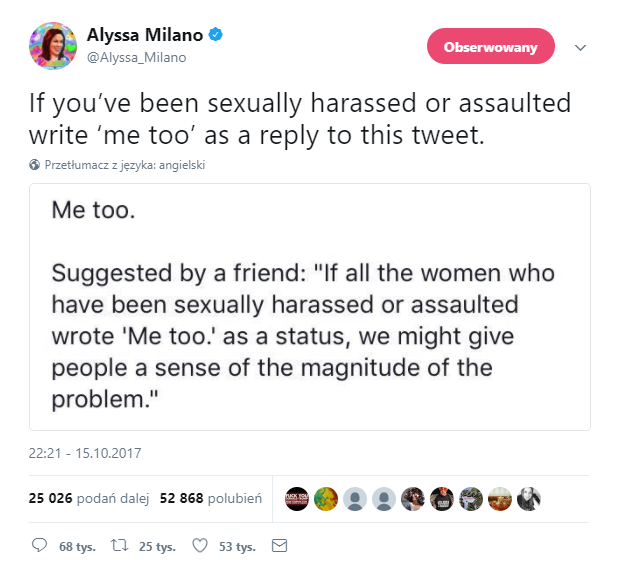 Alyssa Milano
@Alyssa_Milano
Obserwowany
If you’ve been sexually harassed or assaulted
write ‘me too’ as a reply to this tweet.
Przetłumacz z języka: angielski
Me too.
Suggested by a friend: "If all the women who
have been sexually harassed or assaulted
wrote 'Me too.' as a status, we might give
people a sense of the magnitude of the
problem."
22:21 - 15.10.2017
25 026 podań dalej 52 868 polubień
68 tys. 25 tys. 53 tys.